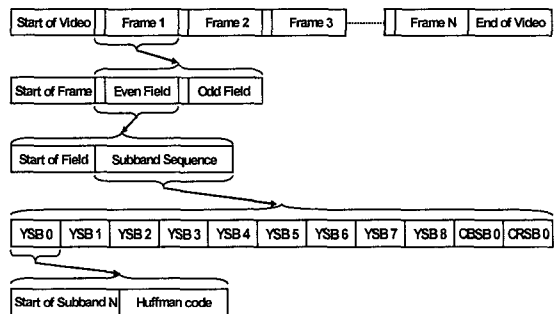 Start of Video Frame 1 Frame 2 Frame 3 Frame N End of Video
Start of Frame Even Field Odd Field
Start of Field Subband Sequence
YSB 0 YSB 1 YSB 2 YSB 3 YSB 4 YSB 5 YSB 6 YSB 7 YSB 8 CBSB 0 CRSB 0
Start of Subband N Huffman code